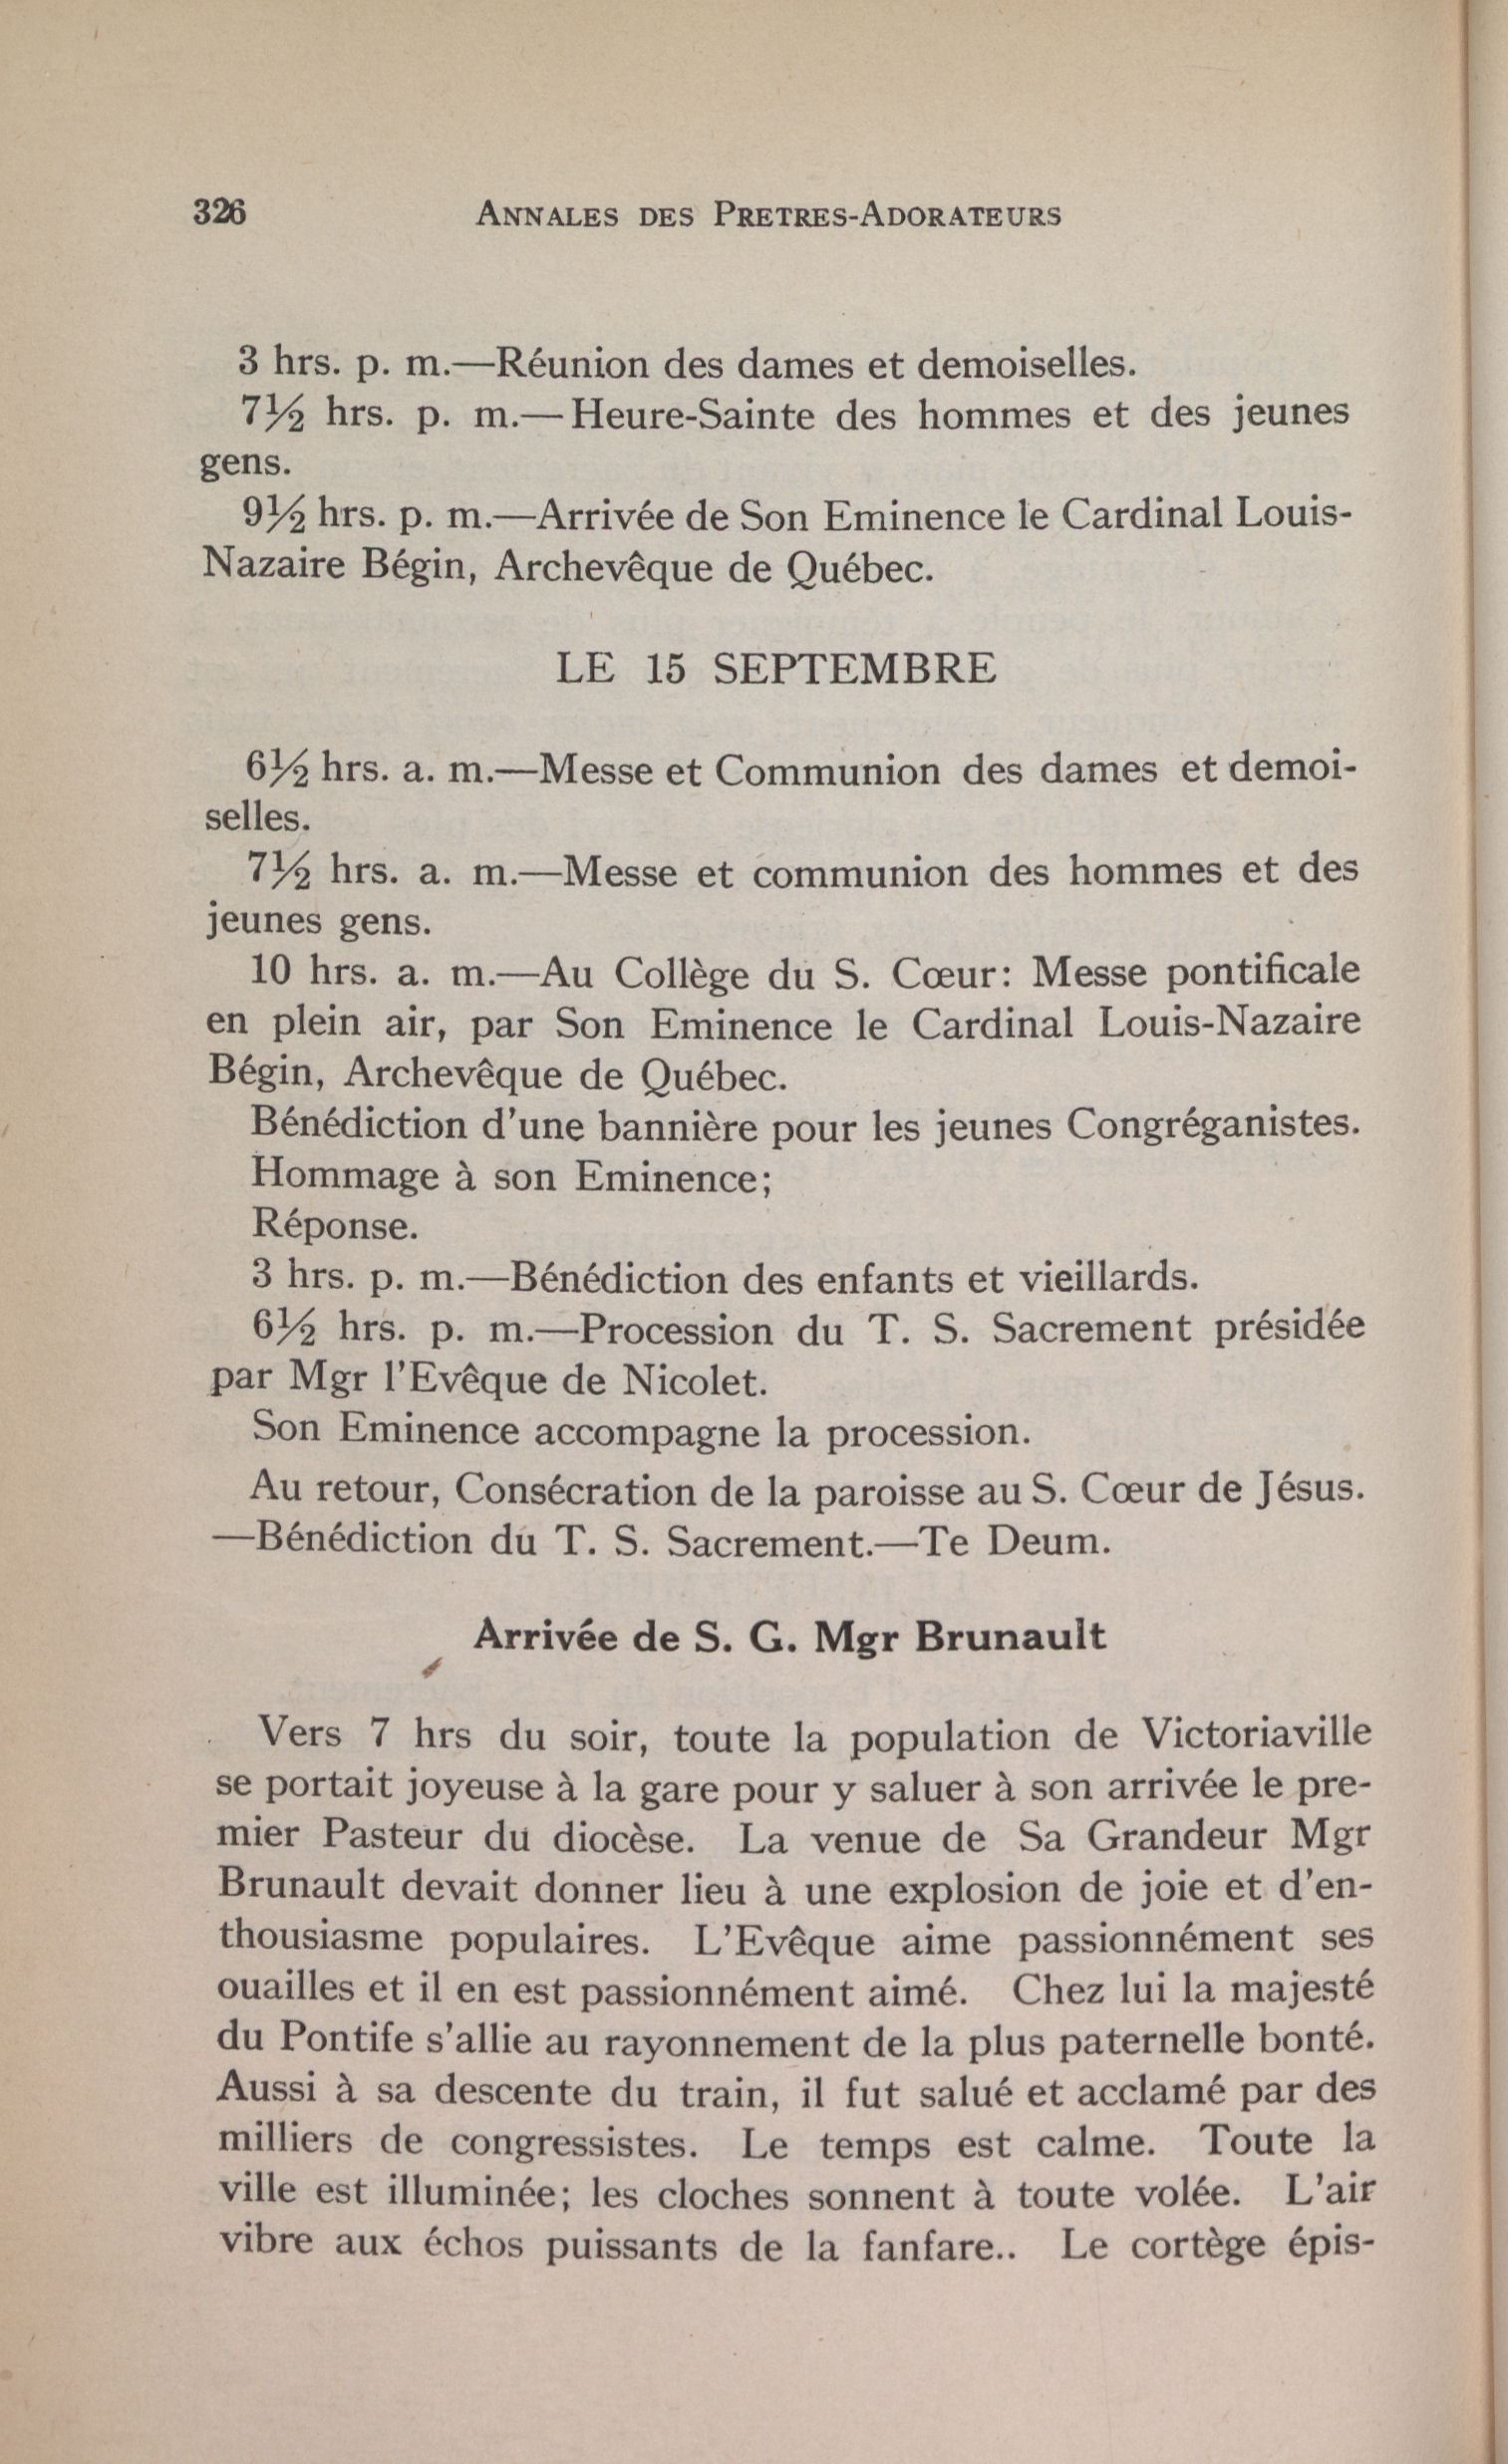 326 ANNALES DES PRETRES-ADORATEURS
3 hrs. p. m.—Réunion des dames et demoiselles.
7½ hrs. p. m.—Heure-Sainte des hommes et des jeunes
gens.
9½ hrs. p. m.—Arrivée de Son Eminence le Cardinal Louis-
Nazaire Bégin, Archevêque de Québec.
LE 15 SEPTEMBRE
6½ hrs. a. m.—Messe et Communion des dames et demoi-
selles.
7½ hrs. a. m.—Messe et communion des hommes et des
jeunes gens.
10 hrs. a. m.—Au Collège du S. Cœur: Messe pontificale
en plein air, par Son Eminence le Cardinal Louis-Nazaire
Bégin, Archevêque de Québec.
Bénédiction d'une bannière pour les jeunes Congréganistes.
Hommage à son Eminence;
Réponse.
3 hrs. p. m.—Bénédiction des enfants et vieillards.
6½ hrs. p. m.—Procession du T. S. Sacrement présidée
par Mgr l'Evêque de Nicolet.
Son Eminence accompagne la procession.
Au retour, Consécration de la paroisse au S. Cœur de Jésus.
—Bénédiction du T. S. Sacrement.—Te Deum.
Arrivée de S. G. Mgr Brunault
Vers 7 hrs du soir, toute la population de Victoriaville
se portait joyeuse à la gare pour y saluer à son arrivée le pre-
mier Pasteur du diocèse. La venue de Sa Grandeur Mgr
Brunault devait donner lieu à une explosion de joie et d'en-
thousiasme populaires. L'Evêque aime passionnément ses
ouailles et il en est passionnément aimé. Chez lui la majesté
du Pontife s'allie au rayonnement de la plus paternelle bonté.
Aussi à sa descente du train, il fut salué et acclamé par des
milliers de congressistes. Le temps est calme. Toute la
ville est illuminée; les cloches sonnent à toute volée. L'air
vibre aux échos puissants de la fanfare.. Le cortège épis-